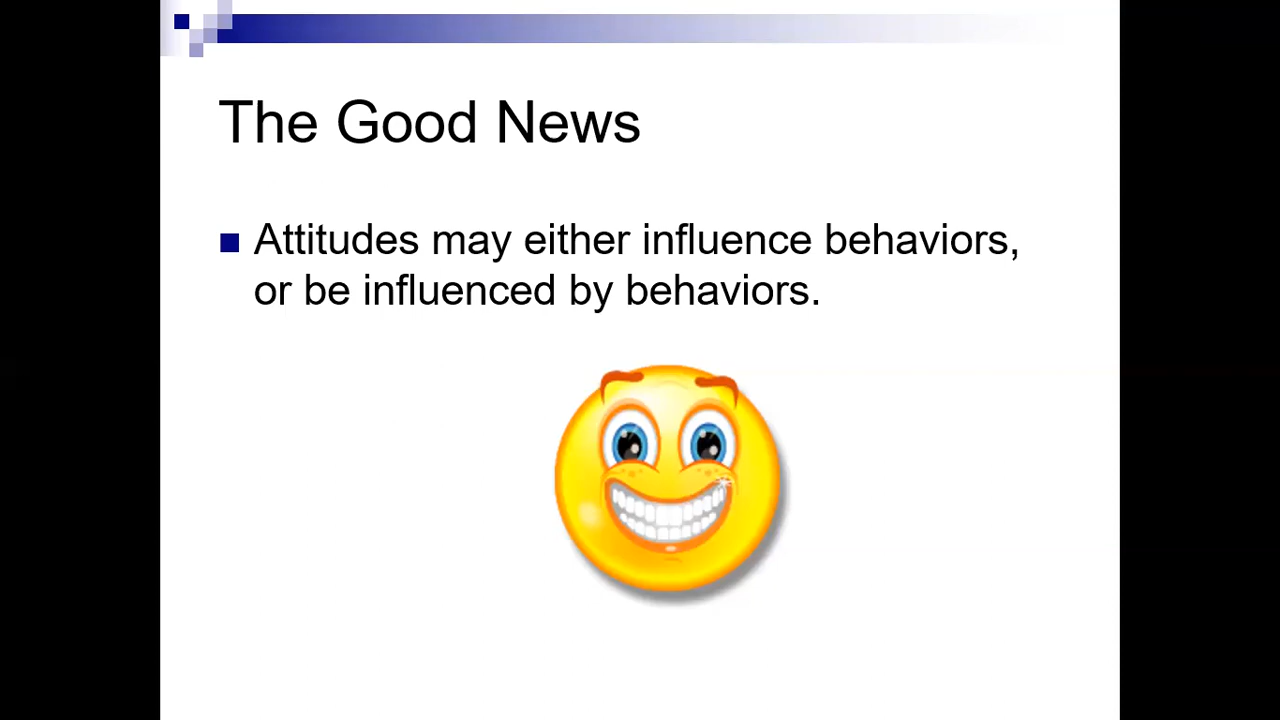 The Good News
Attitudes may either influence behaviors,
or be influenced by behaviors.